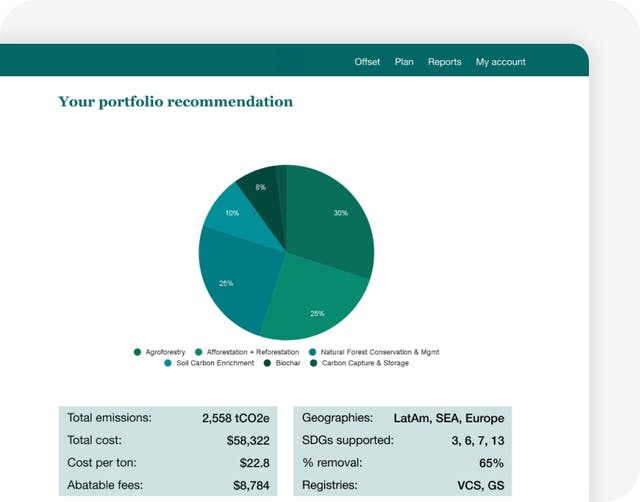 Offset Plan Reports My account
Your portfolio recommendation
8%
30%
10%
25%
25%
Agroforestry Afforestation + Reforestation Natural Forest Conservation & Mgmt
Soil Carbon Enrichment Biochar Carbon Capture & Storage
Total emissions: 2,558 tCO2e
Total cost: $58,322
Cost per ton: $22.8
Abatable fees: $8,784
Geographies: LatAm, SEA, Europe
SDGs supported: 3, 6, 7, 13
% removal: 65%
Registries: VCS, GS